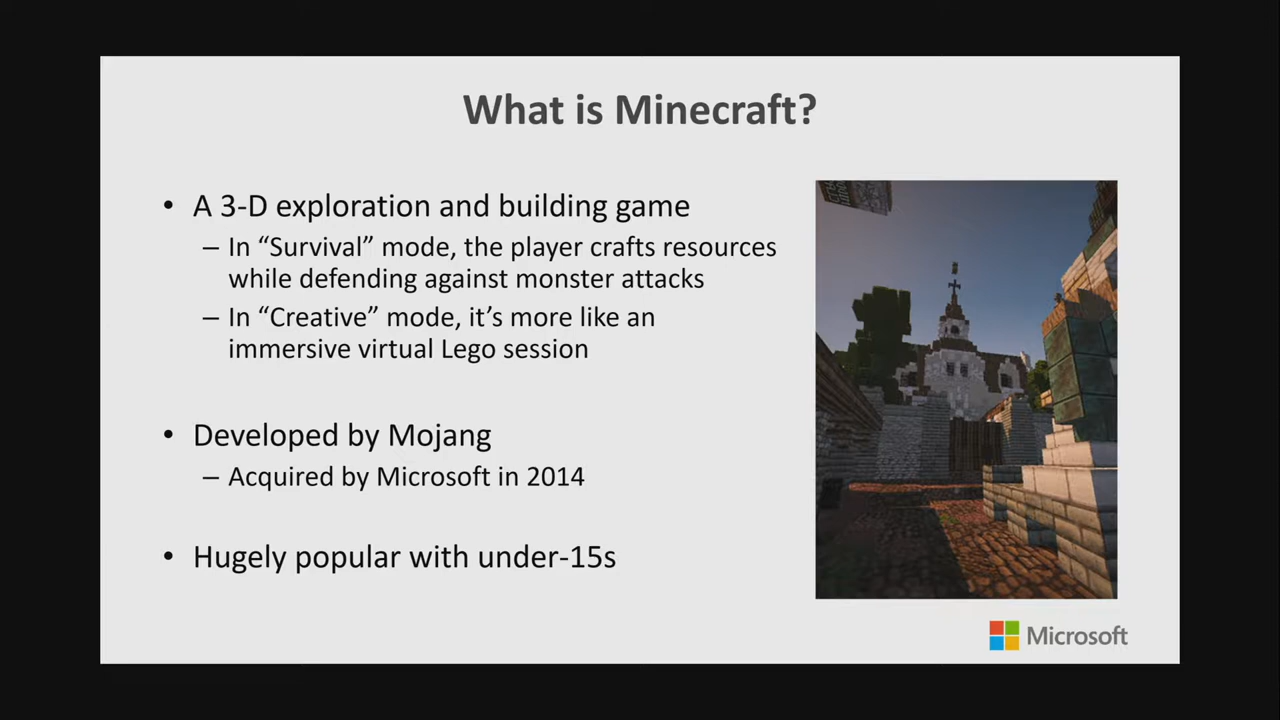 What is Minecraft?
• A 3-D exploration and building game
– In “Survival” mode, the player crafts resources
while defending against monster attacks
– In “Creative” mode, it’s more like an
immersive virtual Lego session
• Developed by Mojang
– Acquired by Microsoft in 2014
• Hugely popular with under-15s
Microsoft